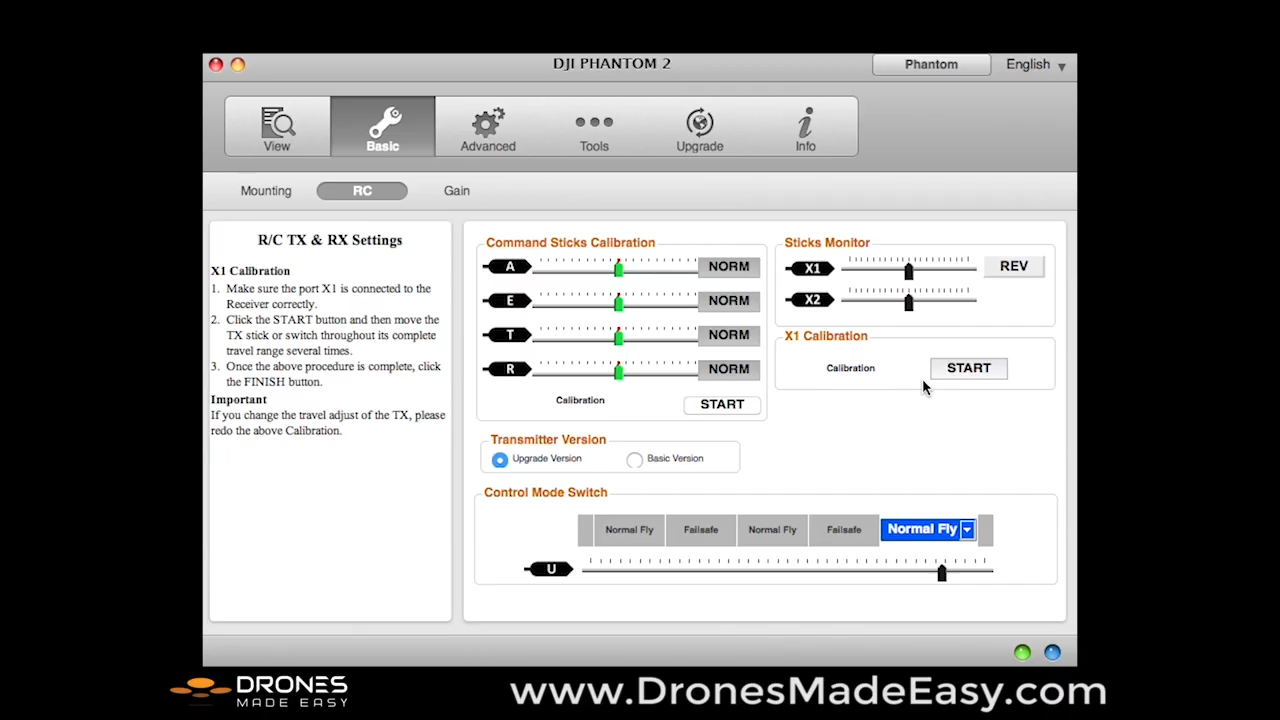 DJI PHANTOM 2
Phantom
English
View
Basic
Advanced
Tools
Upgrade
Info
Mounting
RC
Gain
R/C TX & RX Settings
X1 Calibration
1. Make sure the port X1 is connected to the
Receiver correctly.
2. Click the START button and then move the
TX stick or switch throughout its complete
travel range several times.
3. Once the above procedure is complete, click
the FINISH button.
Important
If you change the travel adjust of the TX, please
redo the above Calibration.
Command Sticks Calibration
A NORM
E NORM
T NORM
R NORM
Calibration START
Sticks Monitor
X1 REV
X2
X1 Calibration
Calibration START
Transmitter Version
Upgrade Version Basic Version
Control Mode Switch
Normal Fly Failsafe Normal Fly Failsafe Normal Fly
U
DRONES
MADE EASY
www.DronesMadeEasy.com